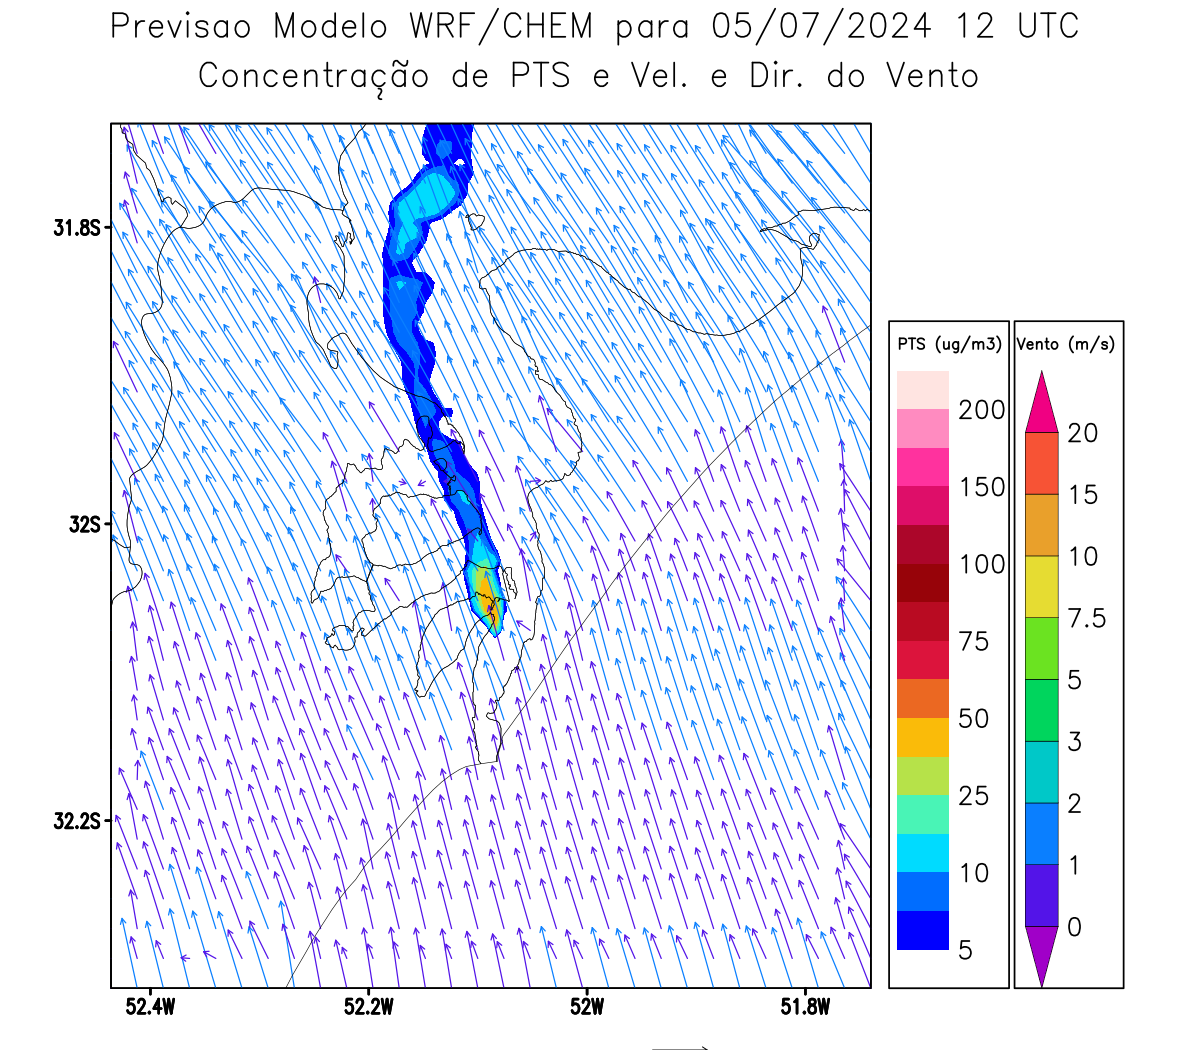 Previsao Modelo WRF/CHEM para 05/07/2024 12 UTC
Concentração de PTS e Vel. e Dir. do Vento
31.8S
32S
32.2S
52.4W
52.2W
52W
51.8W
PTS (ug/m3)
200
150
100
75
50
25
10
5
Vento (m/s)
20
15
10
7.5
5
3
2
1
0